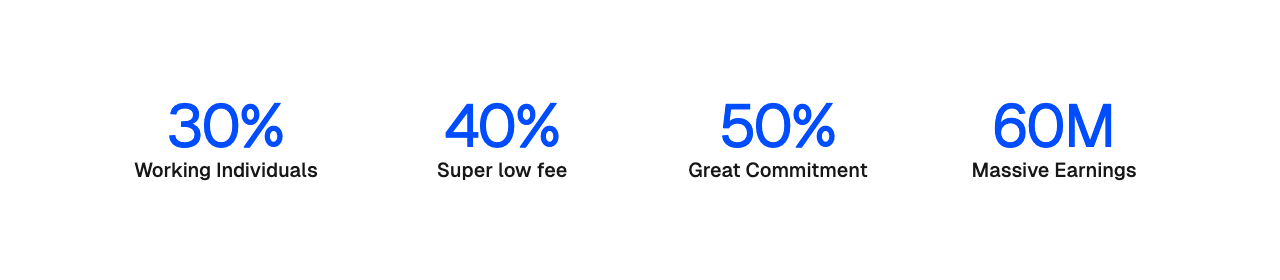 30%
Working Individuals
40%
Super low fee
50%
Great Commitment
60M
Massive Earnings